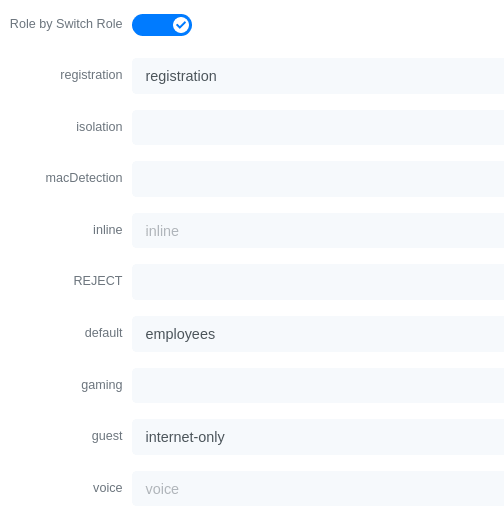 Role by Switch Role
registration registration
isolation
macDetection
inline inline
REJECT
default employees
gaming
guest internet-only
voice voice